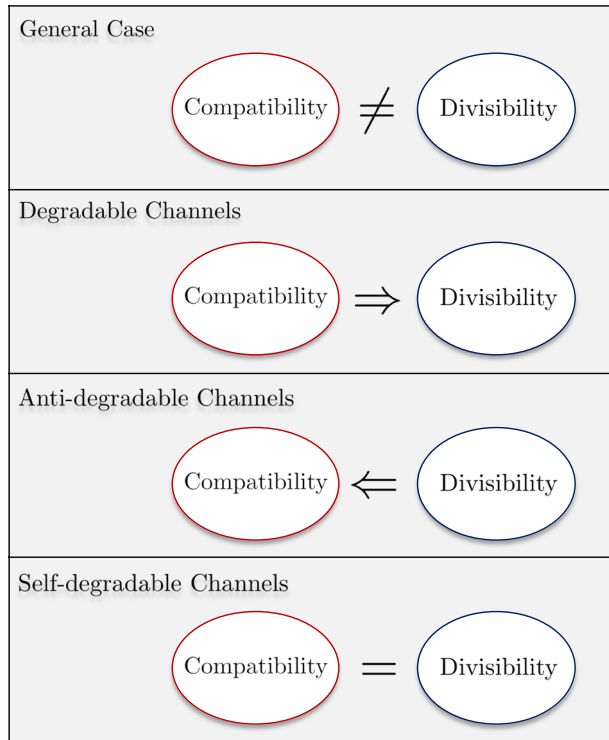 General Case
Compatibility ≠ Divisibility
Degradable Channels
Compatibility ⇒ Divisibility
Anti-degradable Channels
Compatibility ⇐ Divisibility
Self-degradable Channels
Compatibility = Divisibility